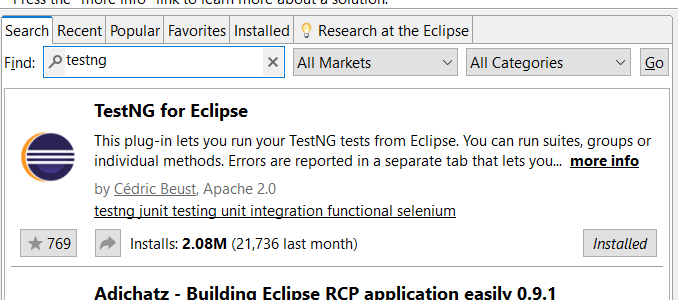 Press the "more info" link to learn more about a solution.
Search Recent Popular Favorites Installed Research at the Eclipse
Find: testng All Markets All Categories Go
TestNG for Eclipse
This plug-in lets you run your TestNG tests from Eclipse. You can run suites, groups or
individual methods. Errors are reported in a separate tab that lets you... more info
by Cédric Beust, Apache 2.0
testng junit testing unit integration functional selenium
769 Installs: 2.08M (21,736 last month) Installed
Adichatz - Building Eclipse RCP application easily 0.9.1